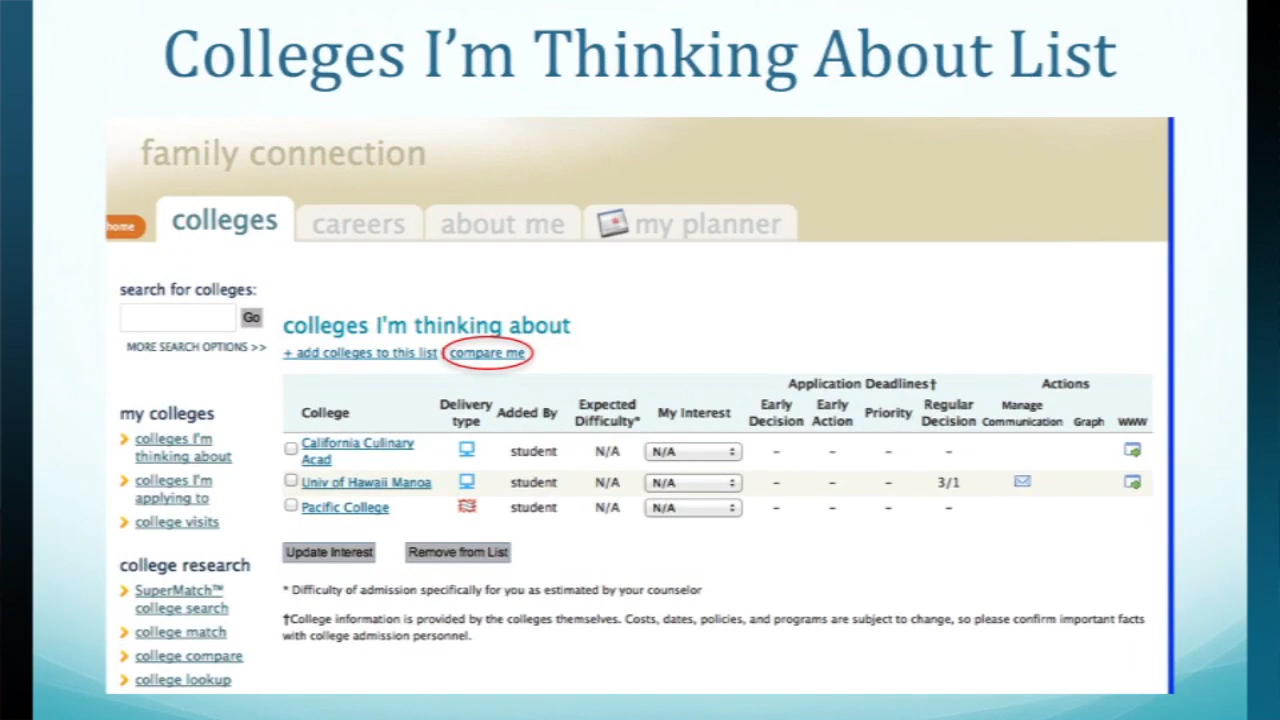 Colleges I'm Thinking About List
family connection
home
colleges
careers
about me
my planner
search for colleges:
Go
MORE SEARCH OPTIONS >>
my colleges
colleges I'm
thinking about
colleges I'm
applying to
college visits
college research
SuperMatch™
college search
college match
college compare
college lookup
colleges I'm thinking about
+ add colleges to this list | compare me
Application Deadlines† Actions
College Delivery type Added By Expected Difficulty* My Interest Early Decision Early Action Priority Regular Decision Manage Communication Graph WWW
California Culinary
Acad student N/A N/A - - - -
Univ of Hawaii Manoa student N/A N/A - - - 3/1
Pacific College student N/A N/A - - - -
Update Interest Remove from List
* Difficulty of admission specifically for you as estimated by your counselor
†College information is provided by the colleges themselves. Costs, dates, policies, and programs are subject to change, so please confirm important facts
with college admission personnel.